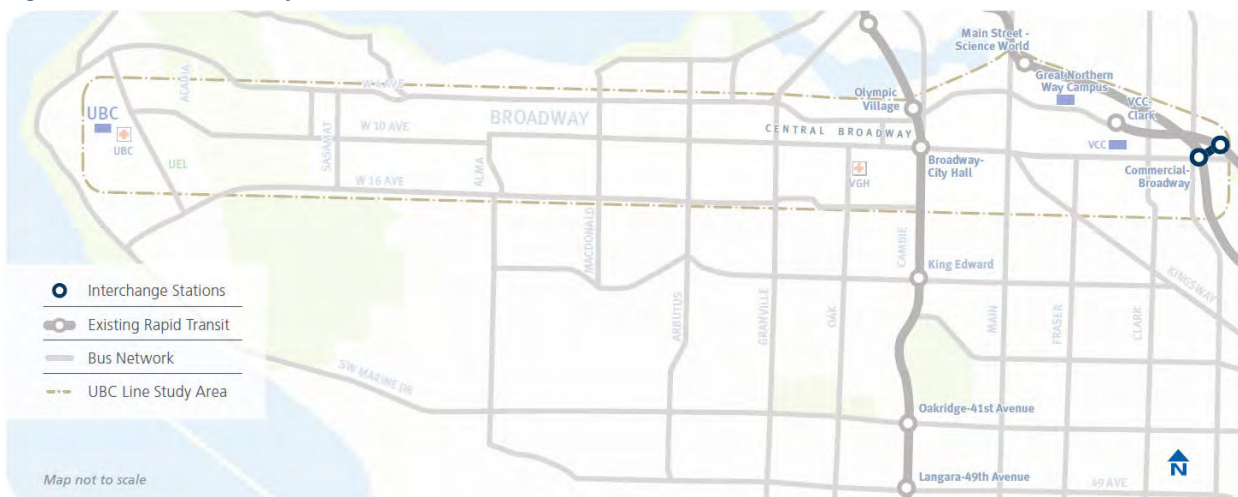 Main Street -
Science World
Great Northern
Way Campus
ACADIA
W 4 AVE
Olympic
Village
VCC-
Clark
UBC
BROADWAY
W 10 AVE
CENTRAL BROADWAY
UBC
UEL
SASAMAT
ALMA
Broadway-
City Hall
VCC
VGH
Commercial-
Broadway
W 16 AVE
MACDONALD
ARBUTUS
GRANVILLE
OAK
CAMBIE
King Edward
MAIN
FRASER
CLARK
KINGSWAY
Interchange Stations
Existing Rapid Transit
Bus Network
UBC Line Study Area
SW MARINE DR
Oakridge-41st Avenue
Map not to scale
Langara-49th Avenue
49 AVE
N